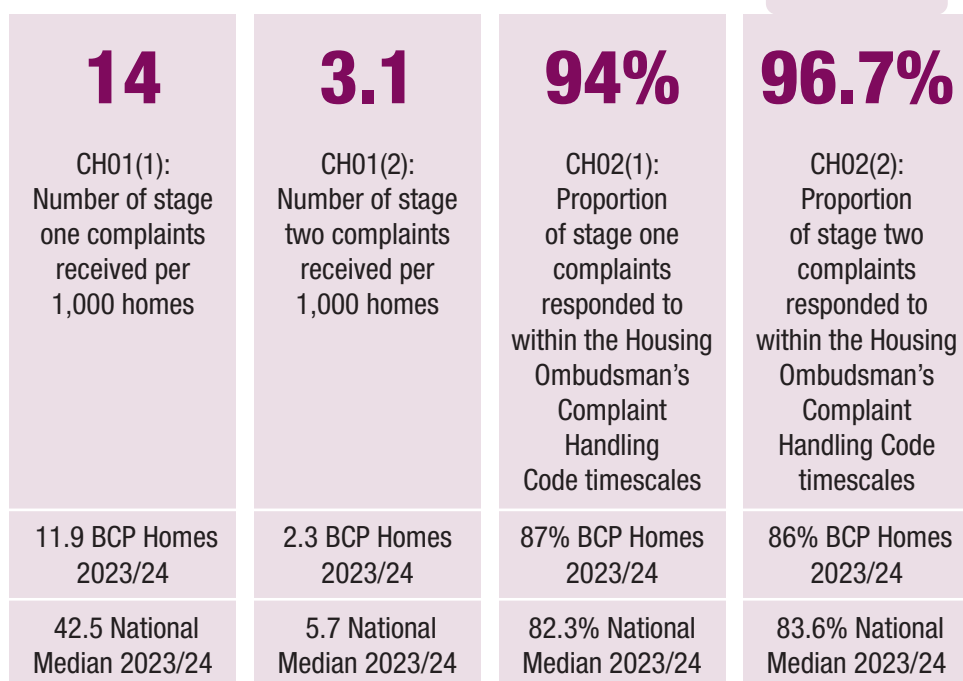 14
CH01(1):
Number of stage
one complaints
received per
1,000 homes
11.9 BCP Homes
2023/24
42.5 National
Median 2023/24
3.1
CH01(2):
Number of stage
two complaints
received per
1,000 homes
2.3 BCP Homes
2023/24
5.7 National
Median 2023/24
94%
CH02(1):
Proportion
of stage one
complaints
responded to
within the Housing
Ombudsman’s
Complaint
Handling
Code timescales
87% BCP Homes
2023/24
82.3% National
Median 2023/24
96.7%
CH02(2):
Proportion
of stage two
complaints
responded to
within the Housing
Ombudsman’s
Complaint
Handling Code
timescales
86% BCP Homes
2023/24
83.6% National
Median 2023/24